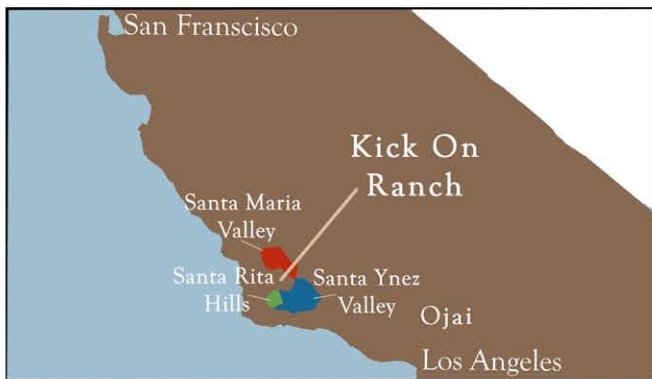 San Franscisco
Kick On
Ranch
Santa Maria
Valley
Santa Rita
Hills
Santa Ynez
Valley
Ojai
Los Angeles